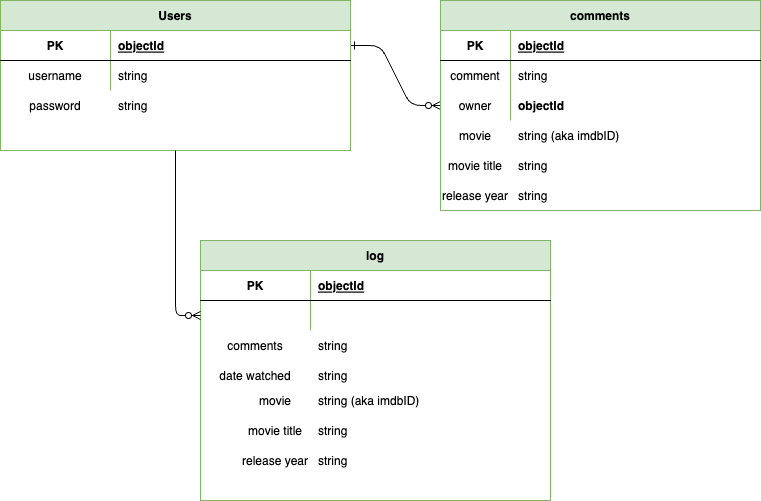 Users
PK objectId
username string
password string
comments
PK objectId
comment string
owner objectId
movie string (aka imdbID)
movie title string
release year string
log
PK objectId
comments string
date watched string
movie string (aka imdbID)
movie title string
release year string